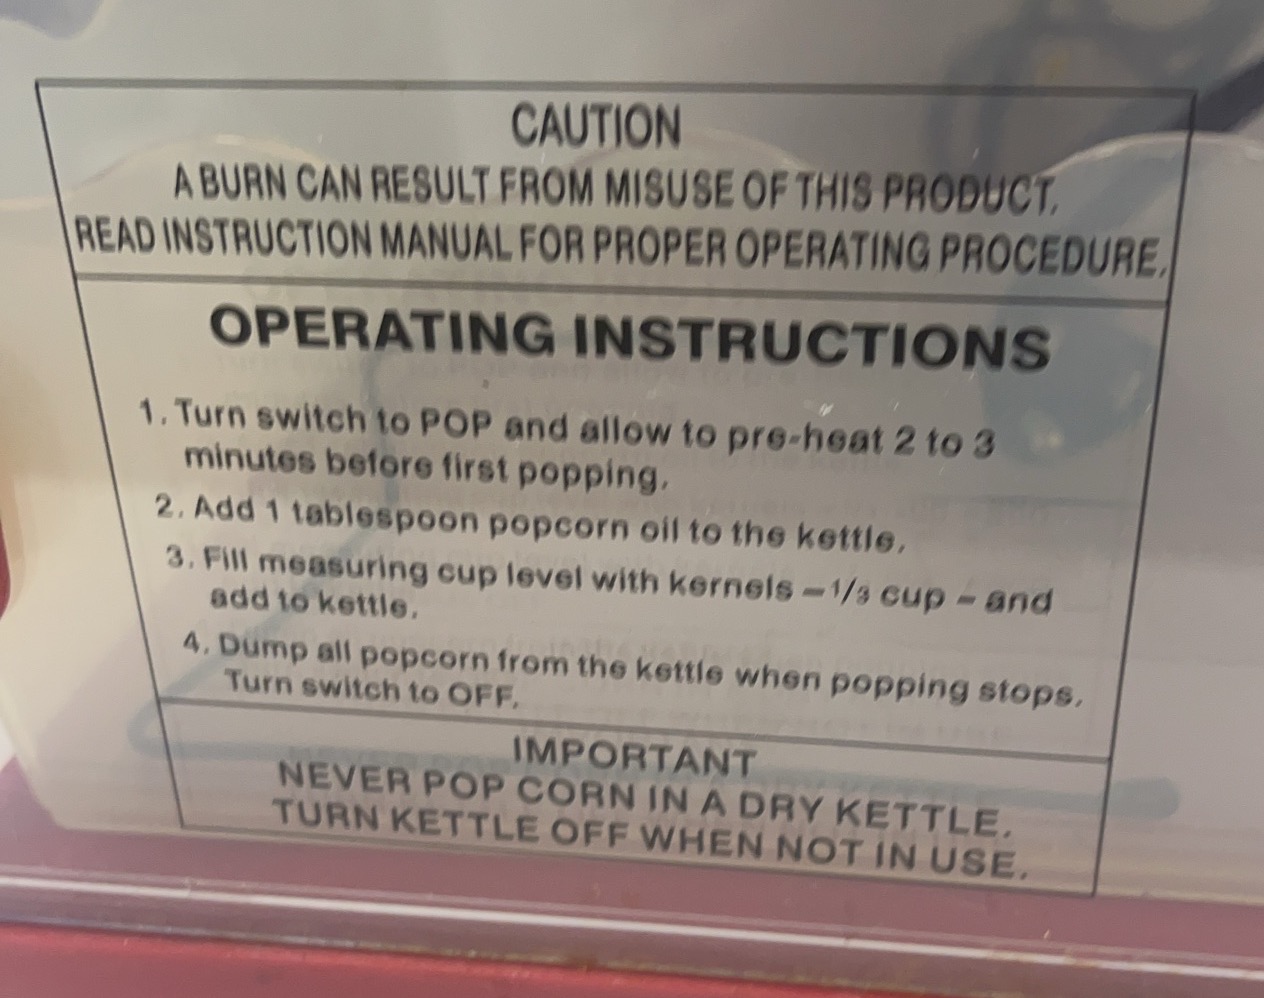 CAUTION
A BURN CAN RESULT FROM MISUSE OF THIS PRODUCT.
READ INSTRUCTION MANUAL FOR PROPER OPERATING PROCEDURE.
OPERATING INSTRUCTIONS
1. Turn switch to POP and allow to pre-heat 2 to 3
minutes before first popping.
2. Add 1 tablespoon popcorn oil to the kettle.
3. Fill measuring cup level with kernels – 1/3 cup – and
add to kettle.
4. Dump all popcorn from the kettle when popping stops.
Turn switch to OFF.
IMPORTANT
NEVER POP CORN IN A DRY KETTLE.
TURN KETTLE OFF WHEN NOT IN USE.